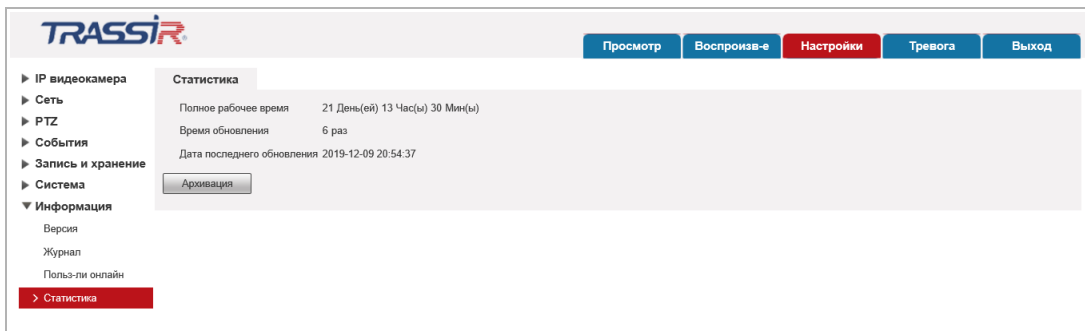 TRASSIR
Просмотр
Воспроизв-е
Настройки
Тревога
Выход
IP видеокамера
Сеть
PTZ
События
Запись и хранение
Система
Информация
Версия
Журнал
Польз-ли онлайн
Статистика
Статистика
Полное рабочее время 21 День(ей) 13 Час(ы) 30 Мин(ы)
Время обновления 6 раз
Дата последнего обновления 2019-12-09 20:54:37
Архивация